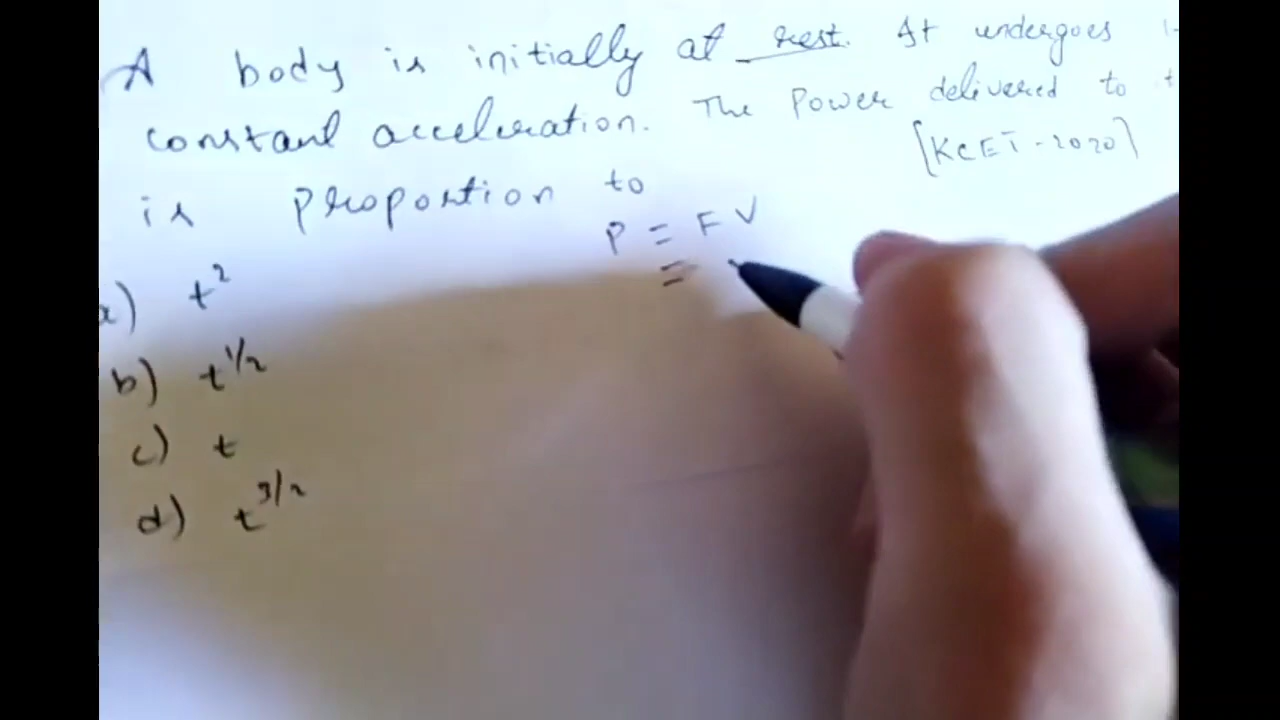 A body is initially at rest. It undergoes
constant acceleration. The Power delivered to
[KCET-2020]
is proportion to
P = F V
=
a) t²
b) t^1/2
c) t
d) t^3/2